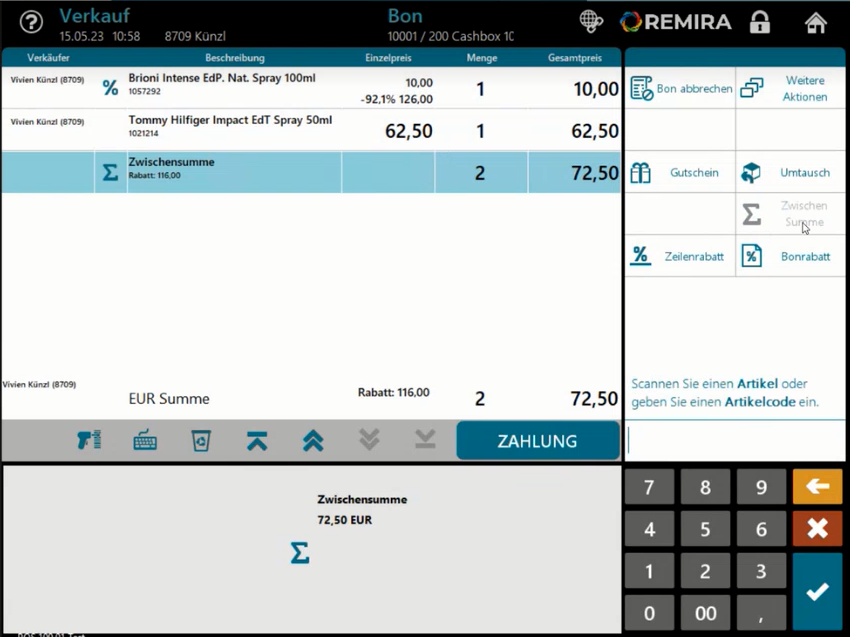 Verkauf
15.05.23 10:58 8709 Künzl
Bon
10001 / 200 Cashbox 10
REMIRA
Verkäufer Beschreibung Einzelpreis Menge Gesamtpreis
Vivien Künzl (8709) % Brioni Intense EdP. Nat. Spray 100ml 10,00 1 10,00
1057292 -92,1% 126,00
Vivien Künzl (8709) Tommy Hilfiger Impact EdT Spray 50ml 62,50 1 62,50
1021214
Σ Zwischensumme 2 72,50
Rabatt: 116,00
Vivien Künzl (8709)
EUR Summe Rabatt: 116,00 2 72,50
ZAHLUNG
Bon abbrechen
Weitere
Aktionen
Gutschein
Umtausch
Σ Zwischen
Summe
% Zeilenrabatt
% Bonrabatt
Scannen Sie einen Artikel oder
geben Sie einen Artikelcode ein.
Zwischensumme
72,50 EUR
Σ
7 8 9
4 5 6
1 2 3
0 00 ,